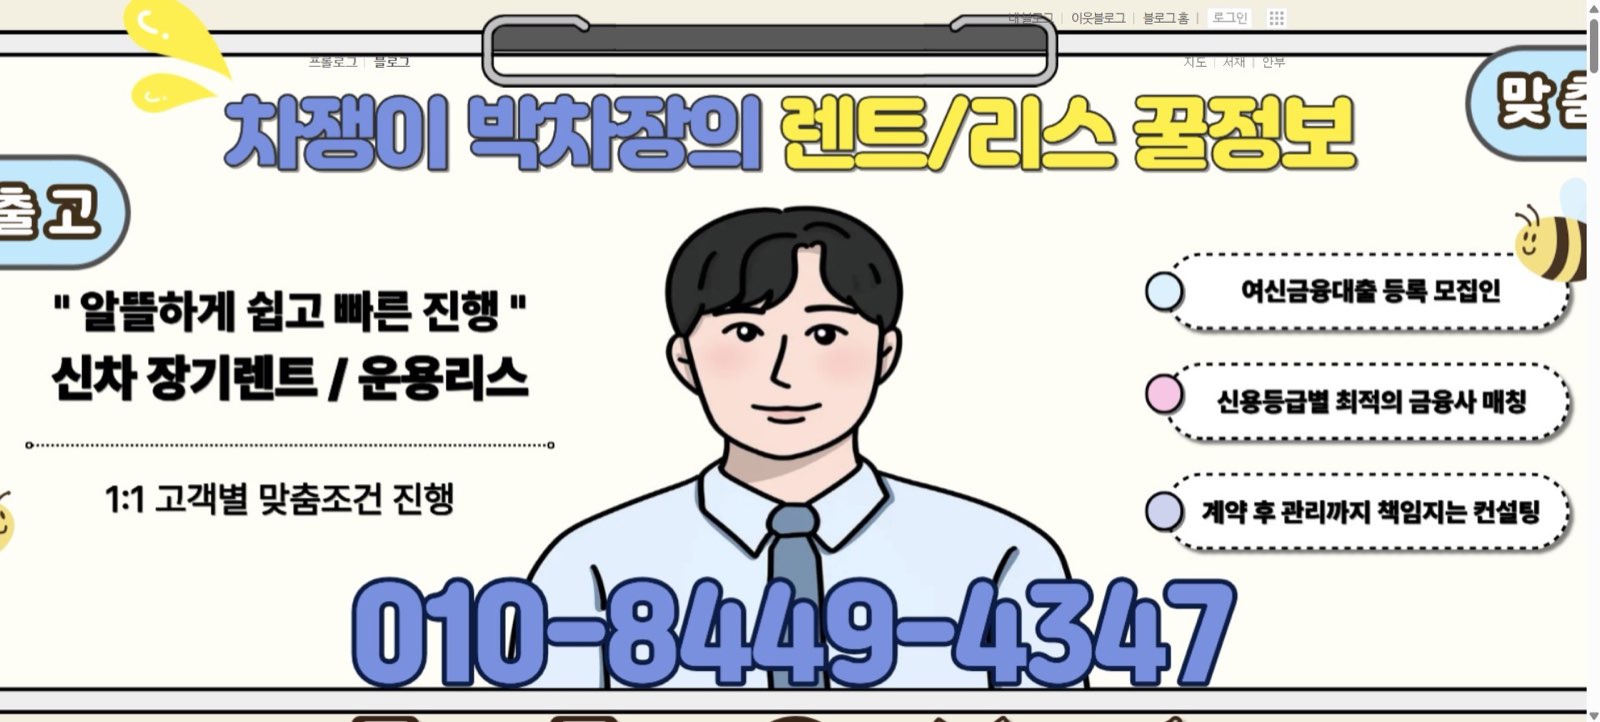 내 블로그 이웃블로그 블로그 홈 로그인
프롤로그 블로그 지도 서재 안부
차쟁이 박차장의 렌트/리스 꿀정보
맞춤
출고
" 알뜰하게 쉽고 빠른 진행 "
신차 장기렌트 / 운용리스
1:1 고객별 맞춤조건 진행
여신금융대출 등록 모집인
신용등급별 최적의 금융사 매칭
계약 후 관리까지 책임지는 컨설팅
010-8449-4347